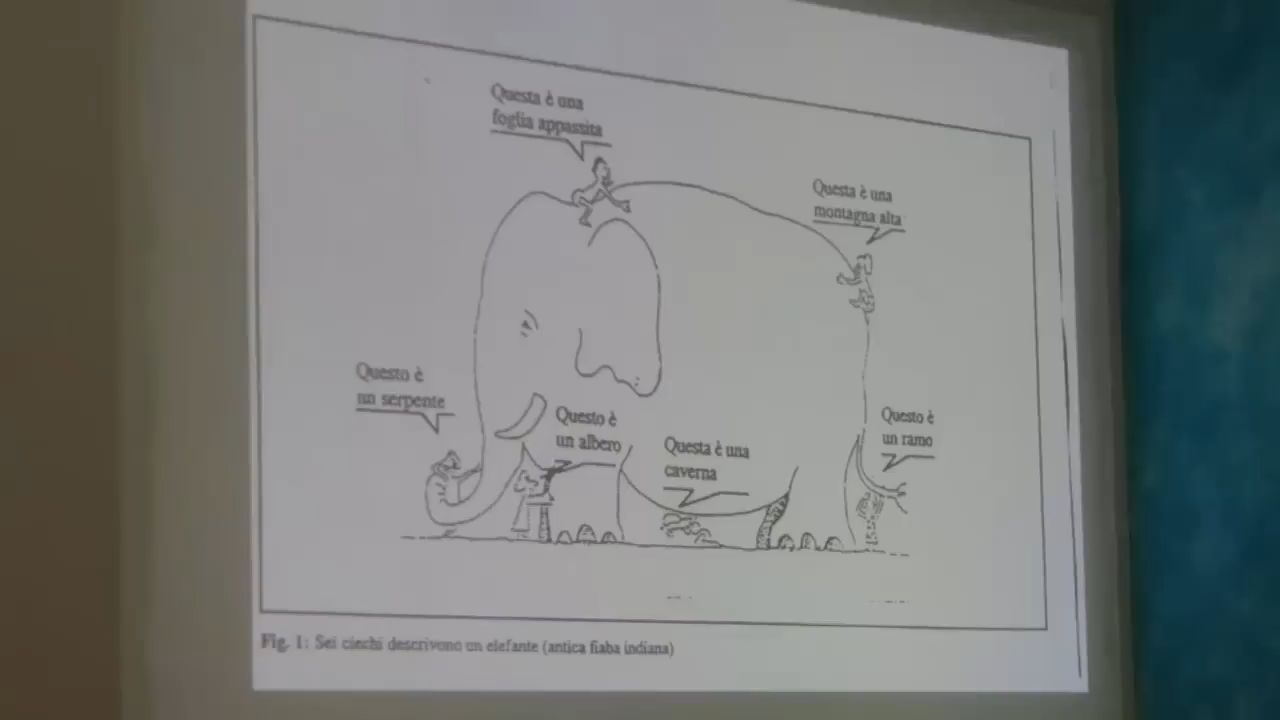 Questa è una
foglia appassita
Questa è una
montagna alta
Questo è
un serpente
Questo è
un albero
Questa è una
caverna
Questo è
un ramo
Fig. 1: Sei ciechi descrivono un elefante (antica fiaba indiana)